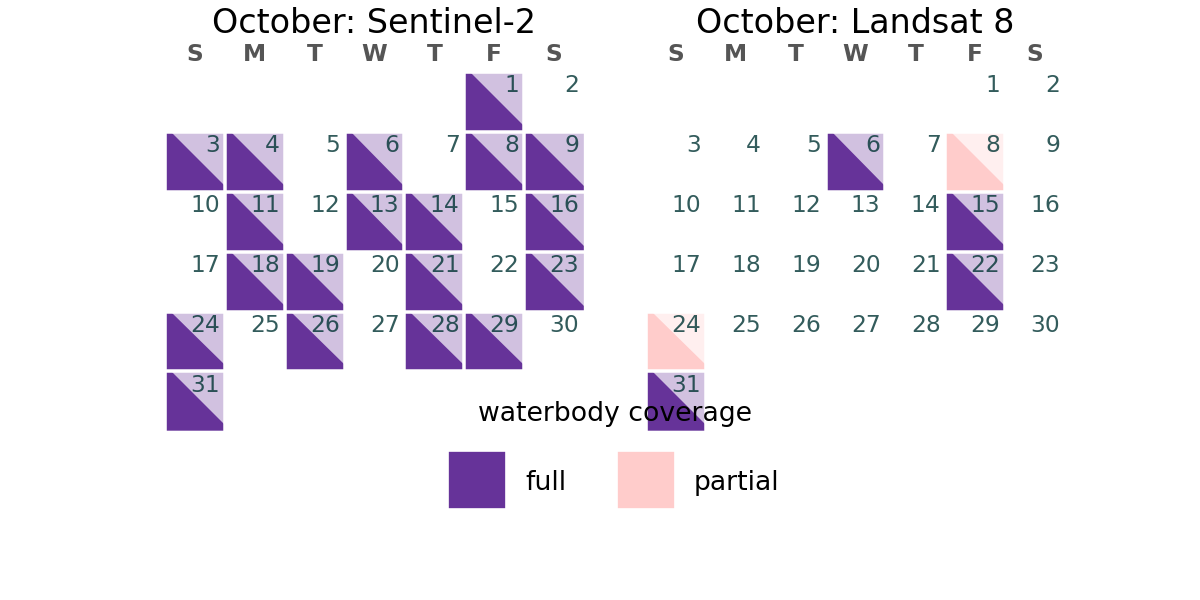 October: Sentinel-2
S M T W T F S
1 2
3 4 5 6 7 8 9
10 11 12 13 14 15 16
17 18 19 20 21 22 23
24 25 26 27 28 29 30
31
October: Landsat 8
S M T W T F S
1 2
3 4 5 6 7 8 9
10 11 12 13 14 15 16
17 18 19 20 21 22 23
24 25 26 27 28 29 30
31
waterbody coverage
full partial